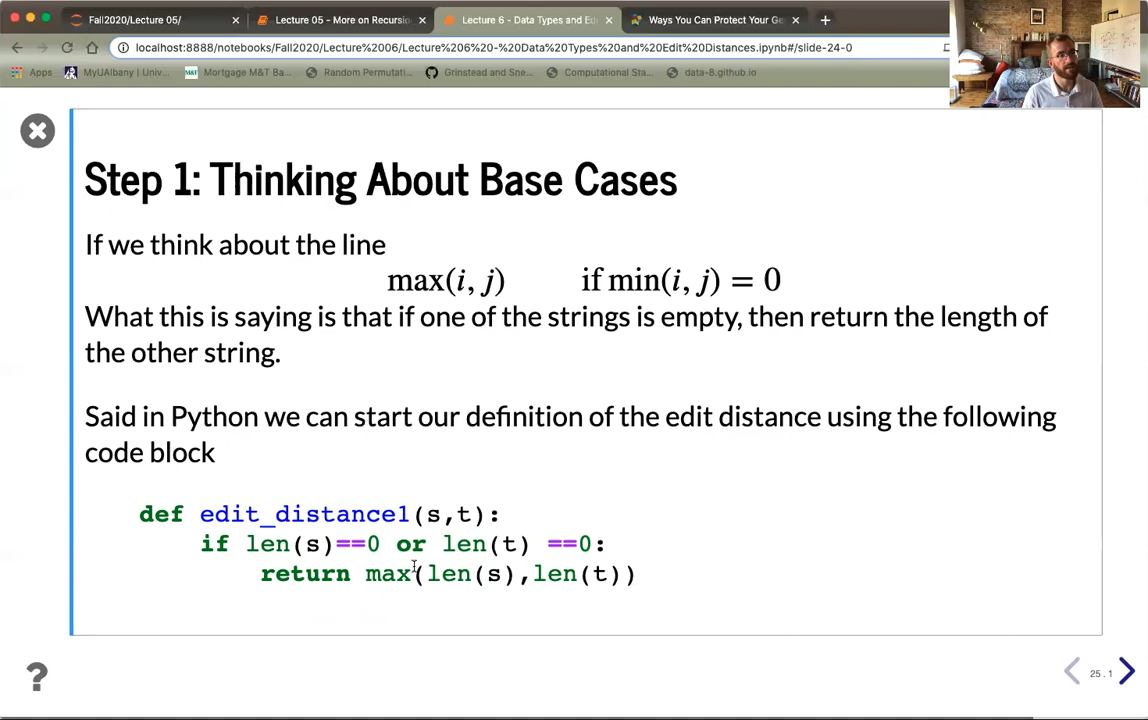 Fall2020/Lecture 05/
Lecture 05 - More on Recursio
Lecture 6 - Data Types and Ed
Ways You Can Protect Your Ge
localhost:8888/notebooks/Fall2020/Lecture%2006/Lecture%206%20-%20Data%20Types%20and%20Edit%20Distances.ipynb#/slide-24-0
Apps MyUAlbany | Univ... Mortgage M&T Ba... Random Permutati... Grinstead and Sne... Computational Sta... data-8.github.io
Step 1: Thinking About Base Cases
If we think about the line
max(i, j) if min(i, j) = 0
What this is saying is that if one of the strings is empty, then return the length of
the other string.
Said in Python we can start our definition of the edit distance using the following
code block
def edit_distance1(s,t):
if len(s)==0 or len(t) ==0:
return max(len(s),len(t))
?
25 . 1